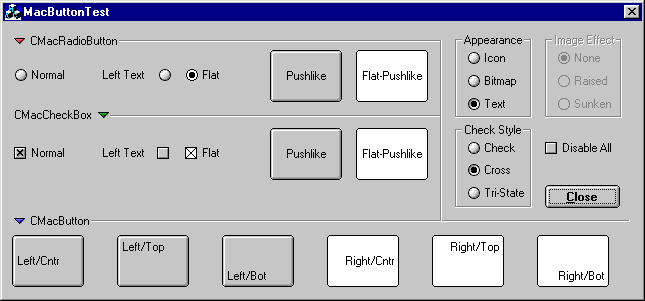 MacButtonTest
CMacRadioButton
Normal Left Text Flat Pushlike Flat-Pushlike
CMacCheckBox
Normal Left Text Flat Pushlike Flat-Pushlike
Appearance
Icon
Bitmap
Text
Image Effect
None
Raised
Sunken
Check Style
Check
Cross
Tri-State
Disable All
Close
CMacButton
Left/Cntr Left/Top Left/Bot Right/Cntr Right/Top Right/Bot